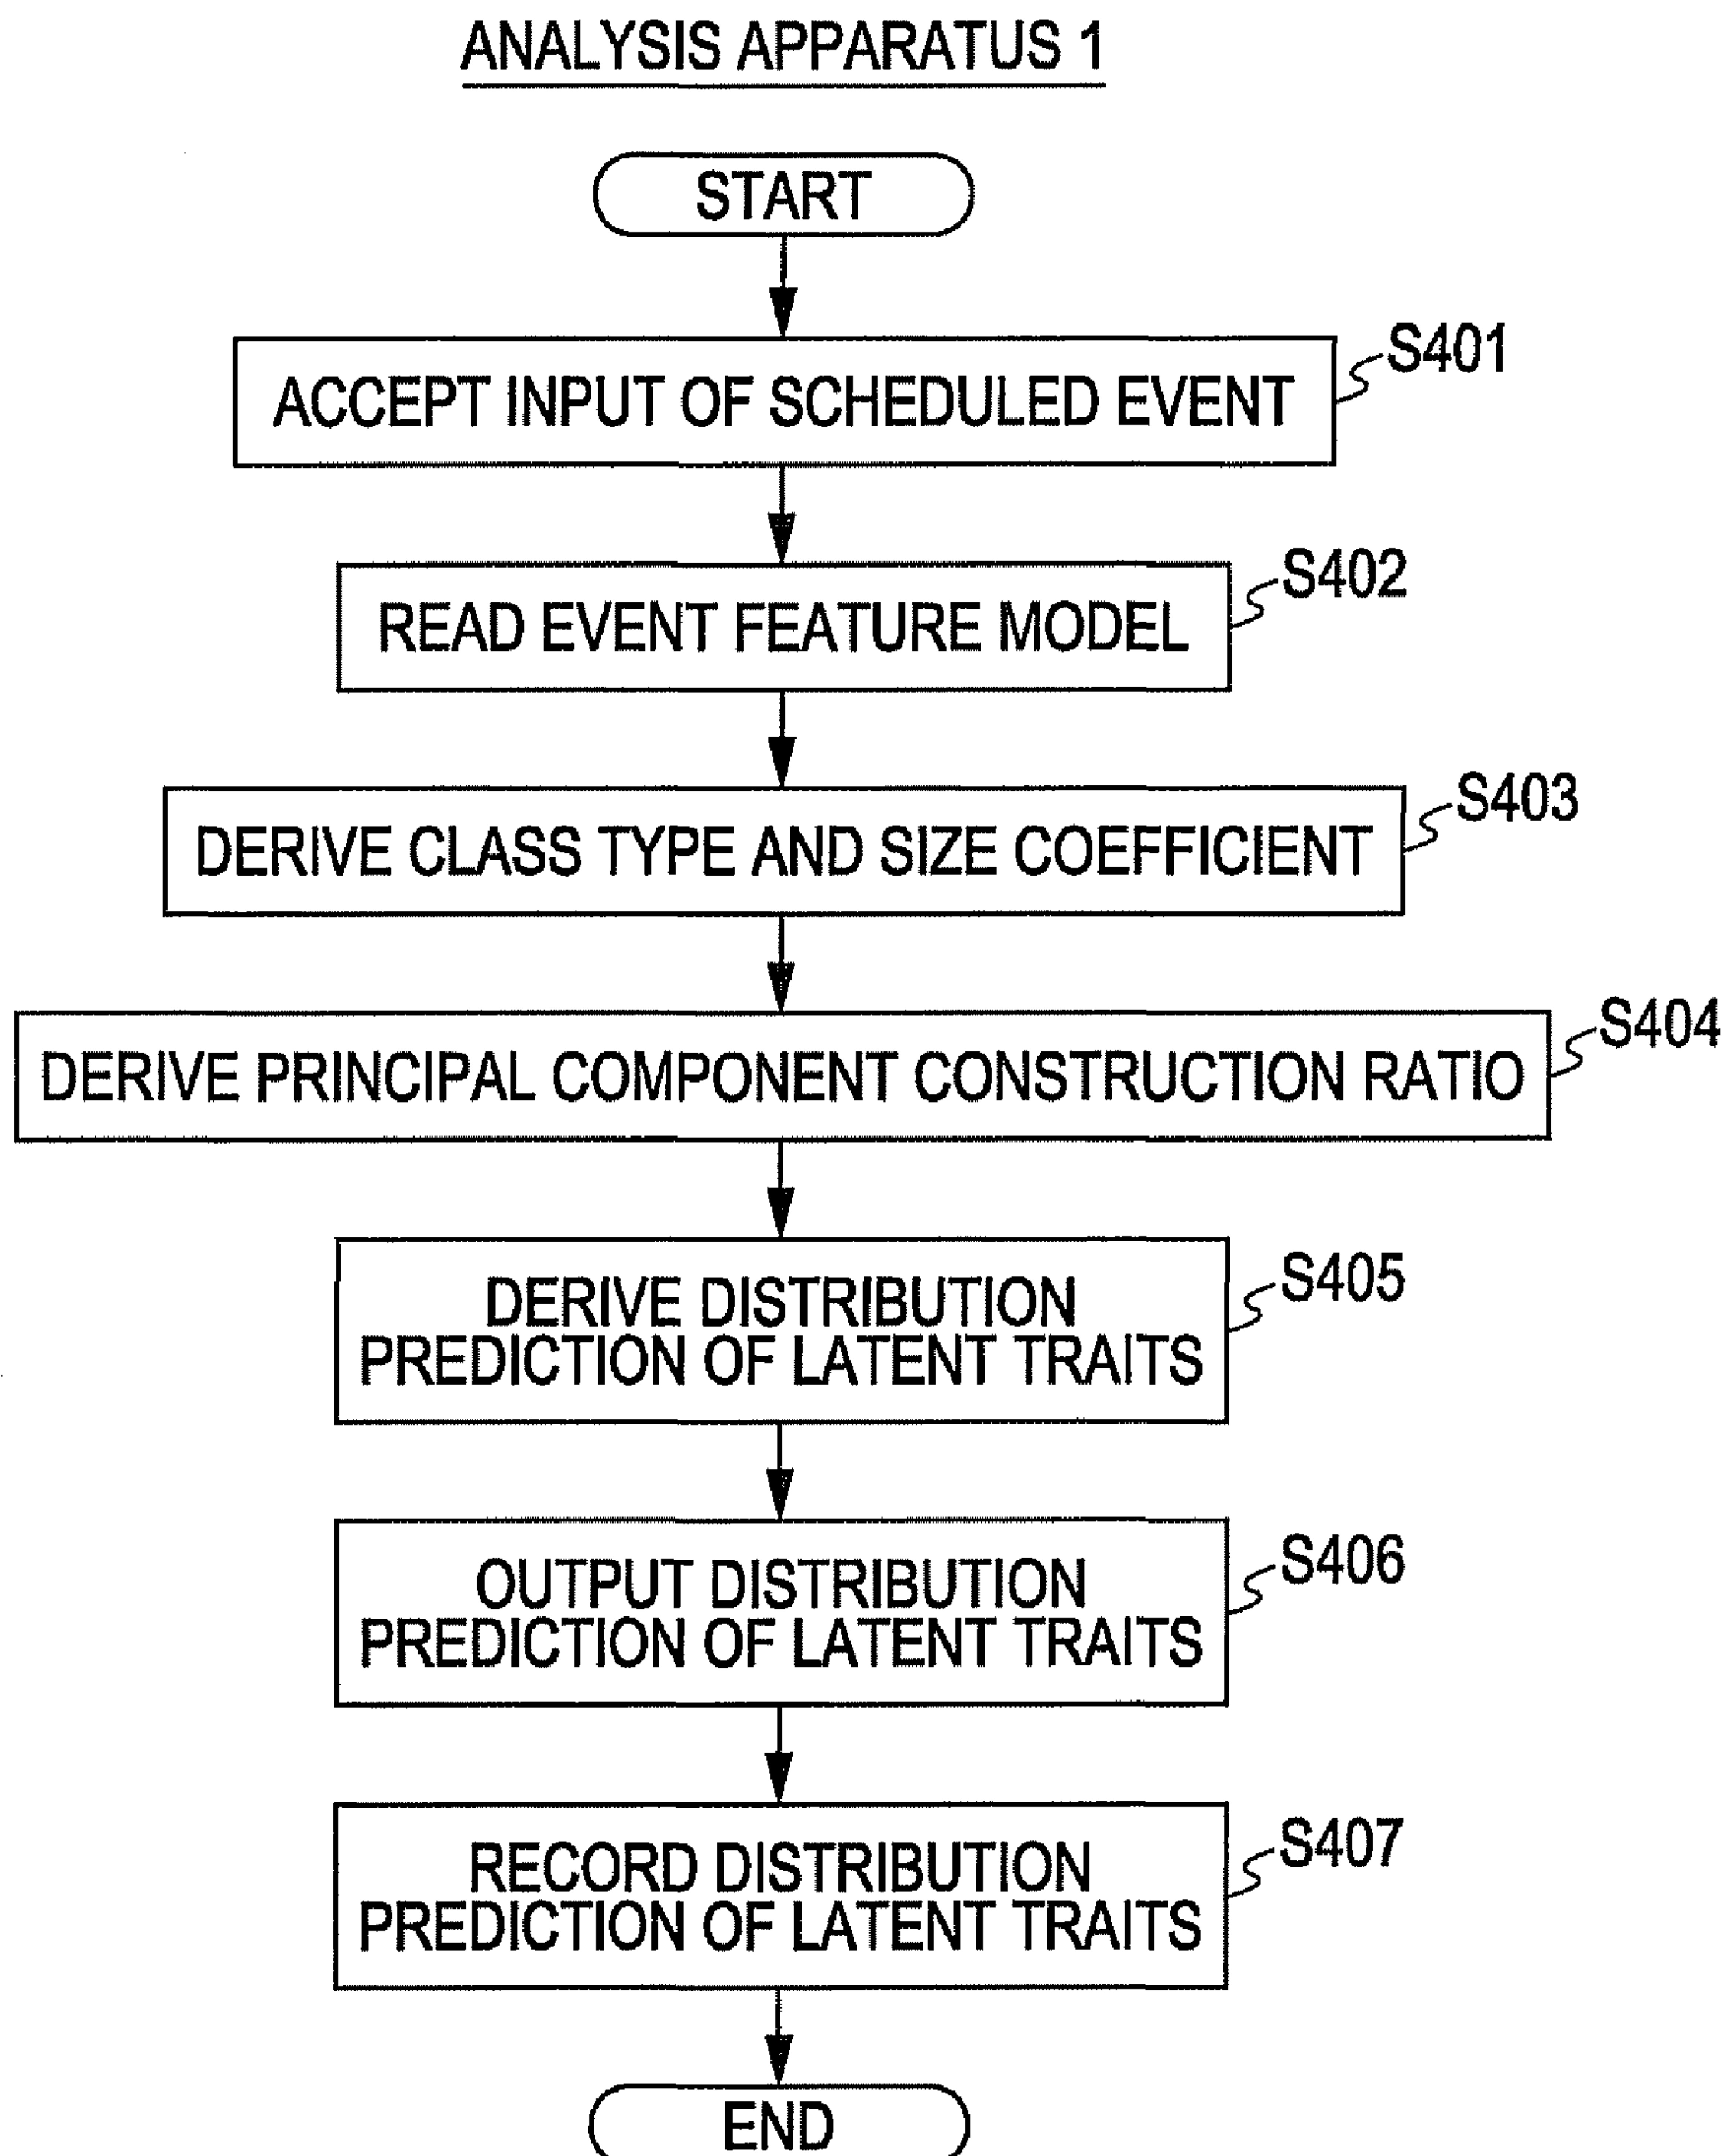 ANALYSIS APPARATUS 1
START
ACCEPT INPUT OF SCHEDULED EVENT
S401
READ EVENT FEATURE MODEL
S402
DERIVE CLASS TYPE AND SIZE COEFFICIENT
S403
DERIVE PRINCIPAL COMPONENT CONSTRUCTION RATIO
S404
DERIVE DISTRIBUTION
PREDICTION OF LATENT TRAITS
S405
OUTPUT DISTRIBUTION
PREDICTION OF LATENT TRAITS
S406
RECORD DISTRIBUTION
PREDICTION OF LATENT TRAITS
S407
END